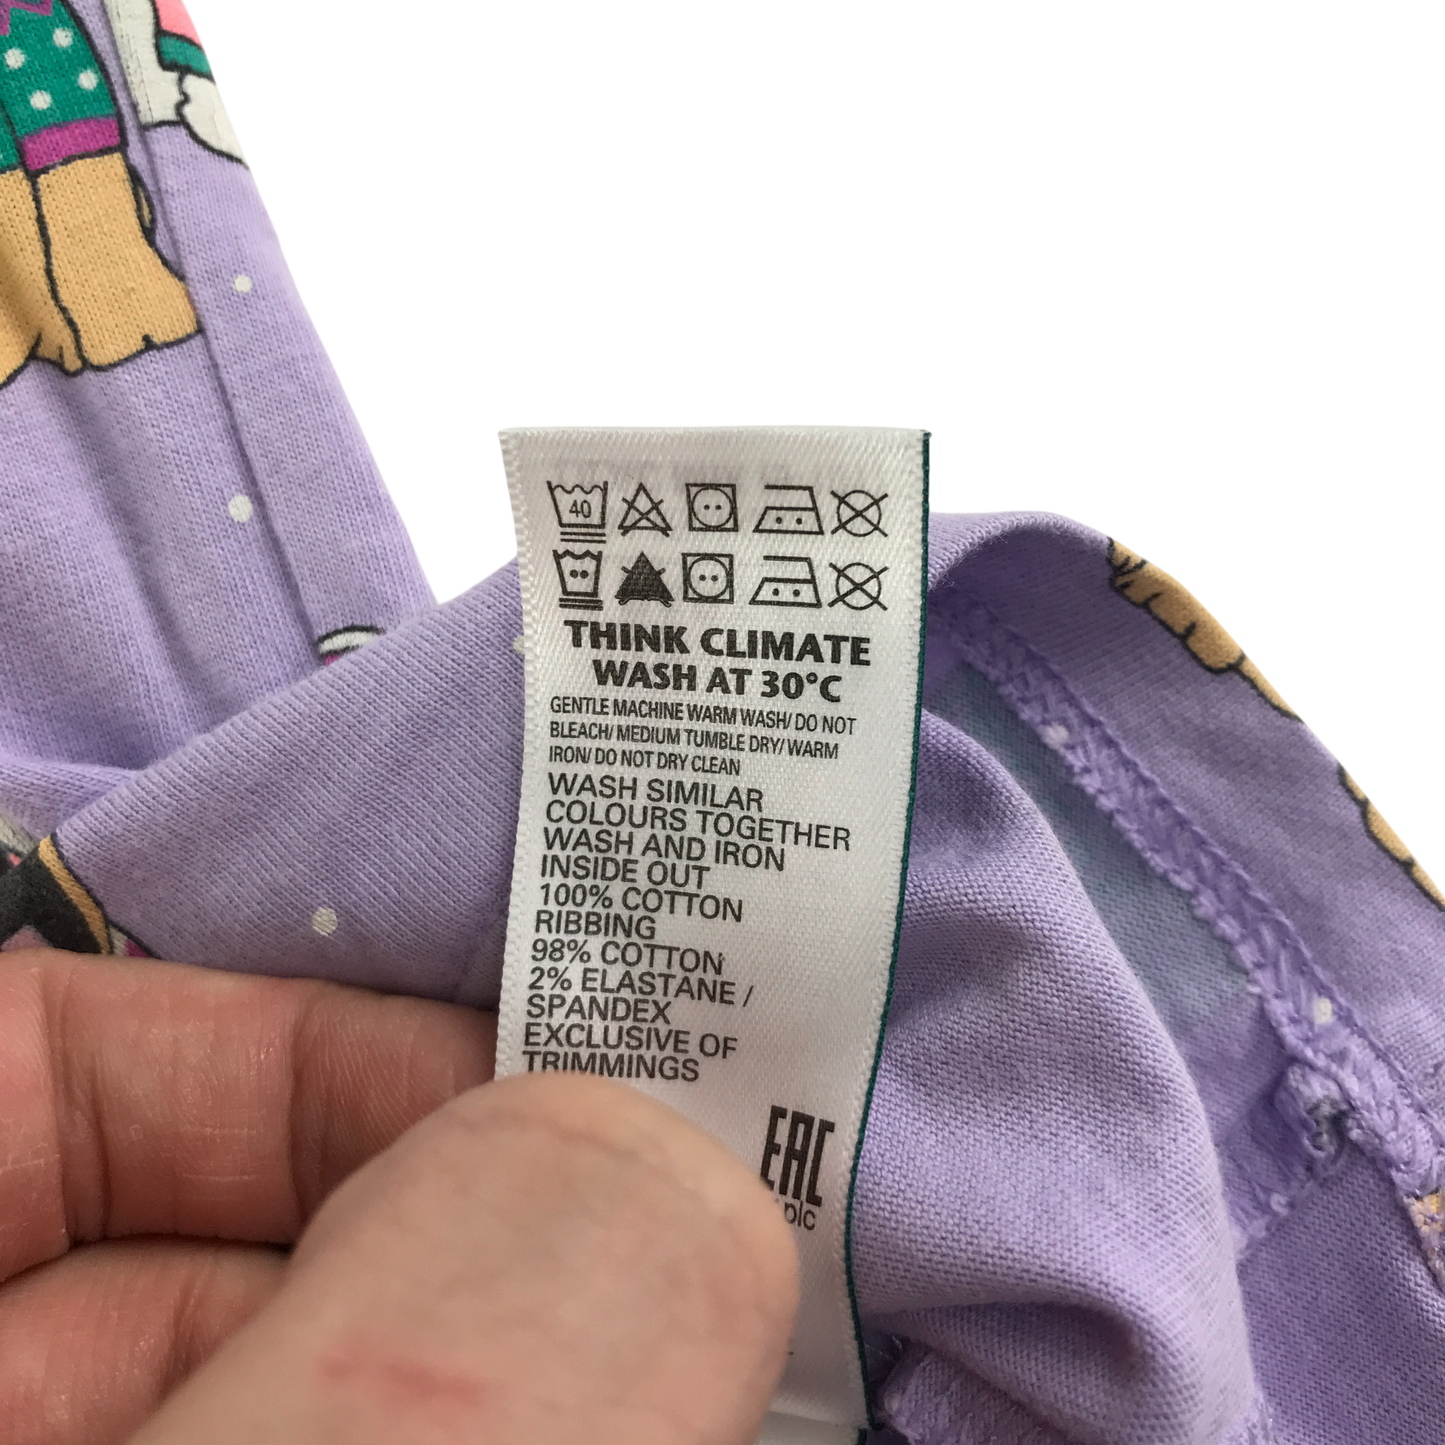 40
THINK CLIMATE
WASH AT 30°C
GENTLE MACHINE WARM WASH/ DO NOT
BLEACH/ MEDIUM TUMBLE DRY/ WARM
IRON/ DO NOT DRY CLEAN
WASH SIMILAR
COLOURS TOGETHER
WASH AND IRON
INSIDE OUT
100% COTTON
RIBBING
98% COTTON
2% ELASTANE /
SPANDEX
EXCLUSIVE OF
TRIMMINGS
EAC
plc